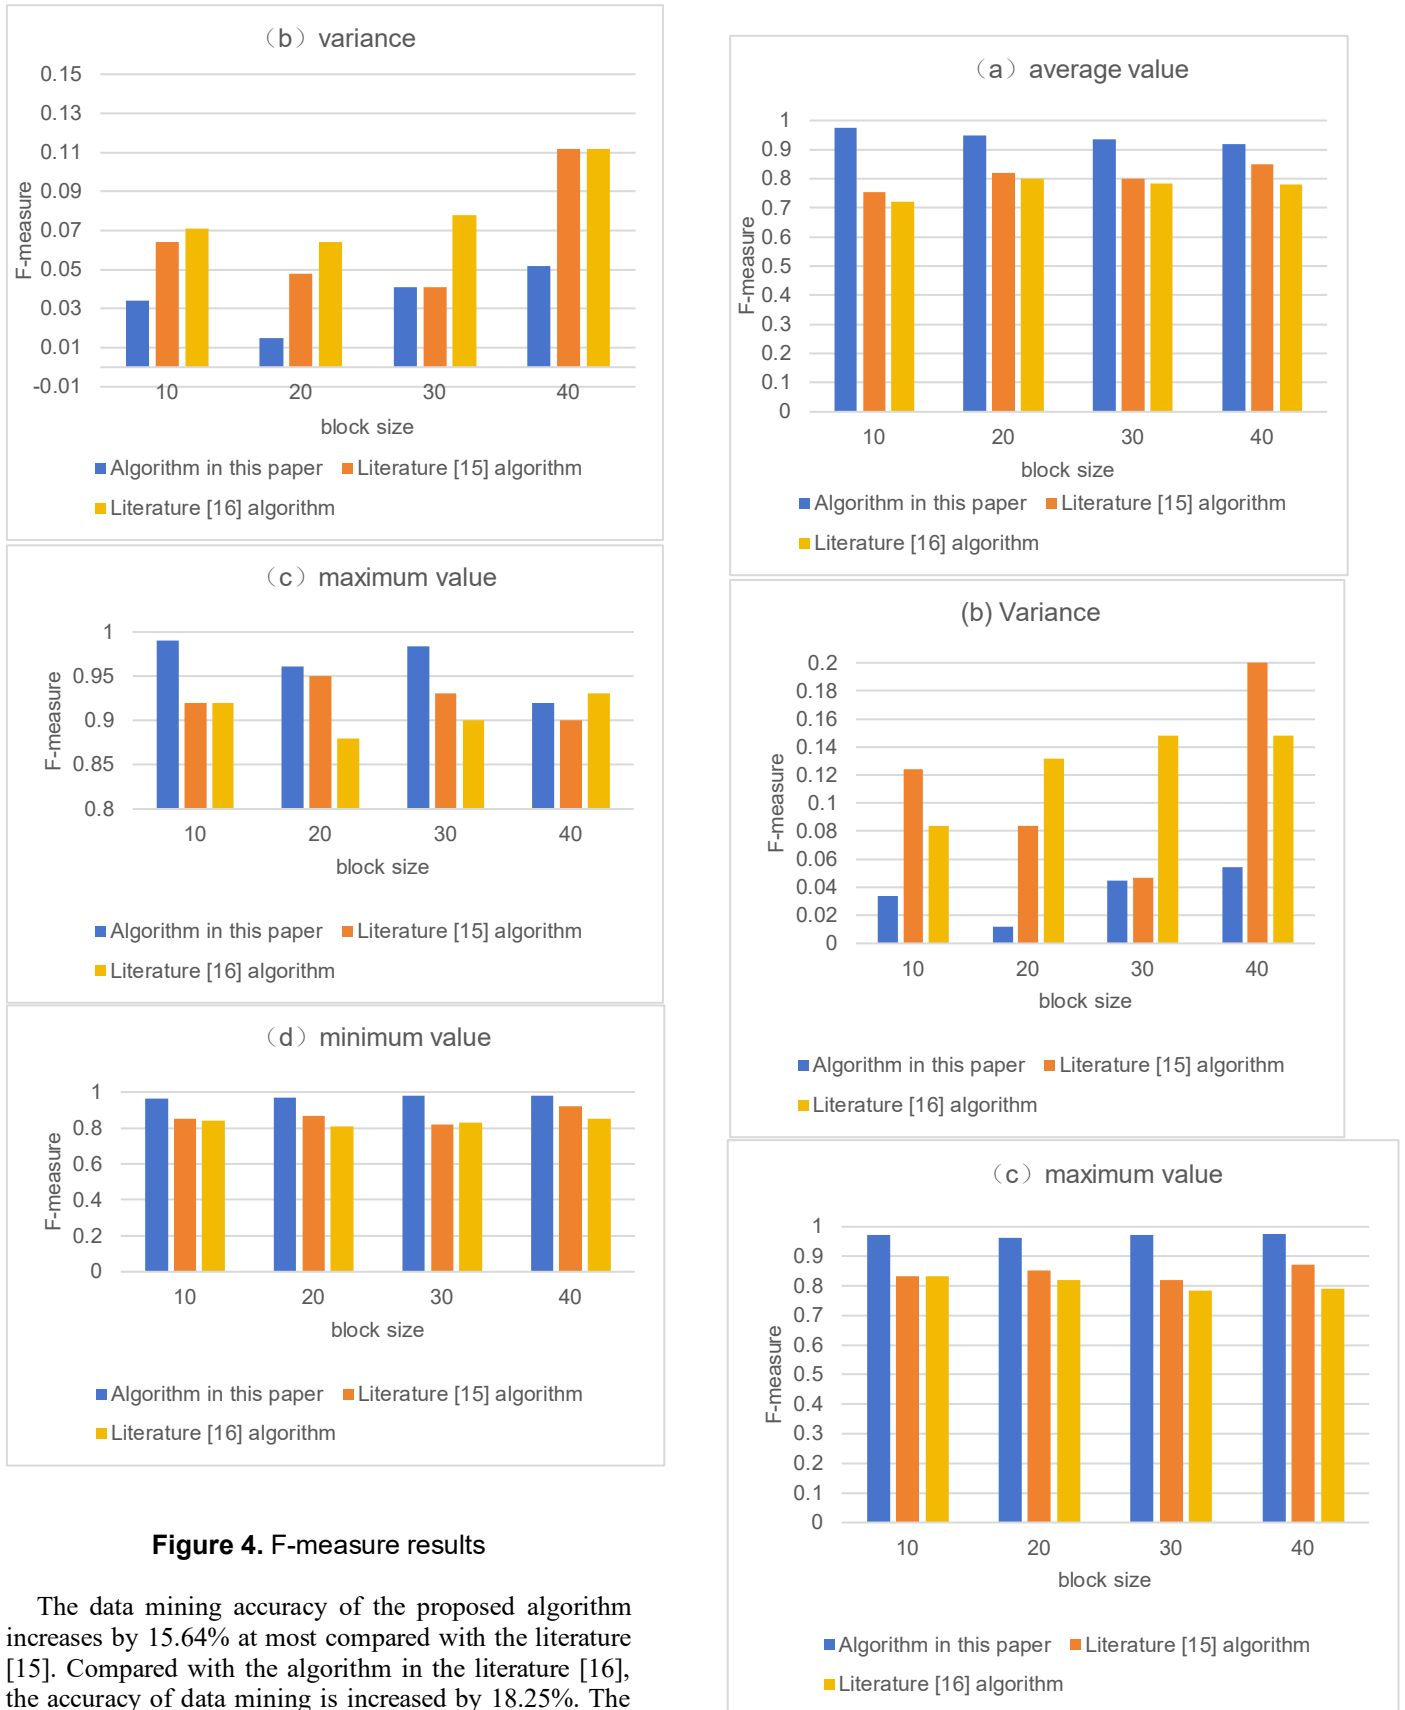 （b）variance
0.15
0.13
0.11
0.09
0.07
0.05
0.03
0.01
-0.01
F-measure
10 20 30 40
block size
Algorithm in this paper Literature [15] algorithm
Literature [16] algorithm
（c）maximum value
1
0.95
0.9
0.85
0.8
F-measure
10 20 30 40
block size
Algorithm in this paper Literature [15] algorithm
Literature [16] algorithm
（d）minimum value
1
0.8
0.6
0.4
0.2
0
F-measure
10 20 30 40
block size
Algorithm in this paper Literature [15] algorithm
Literature [16] algorithm
Figure 4. F-measure results
The data mining accuracy of the proposed algorithm
increases by 15.64% at most compared with the literature
[15]. Compared with the algorithm in the literature [16],
the accuracy of data mining is increased by 18.25%. The
（a）average value
1
0.9
0.8
0.7
0.6
0.5
0.4
0.3
0.2
0.1
0
F-measure
10 20 30 40
block size
Algorithm in this paper Literature [15] algorithm
Literature [16] algorithm
(b) Variance
0.2
0.18
0.16
0.14
0.12
0.1
0.08
0.06
0.04
0.02
0
F-measure
10 20 30 40
block size
Algorithm in this paper Literature [15] algorithm
Literature [16] algorithm
（c）maximum value
1
0.9
0.8
0.7
0.6
0.5
0.4
0.3
0.2
0.1
0
F-measure
10 20 30 40
block size
Algorithm in this paper Literature [15] algorithm
Literature [16] algorithm